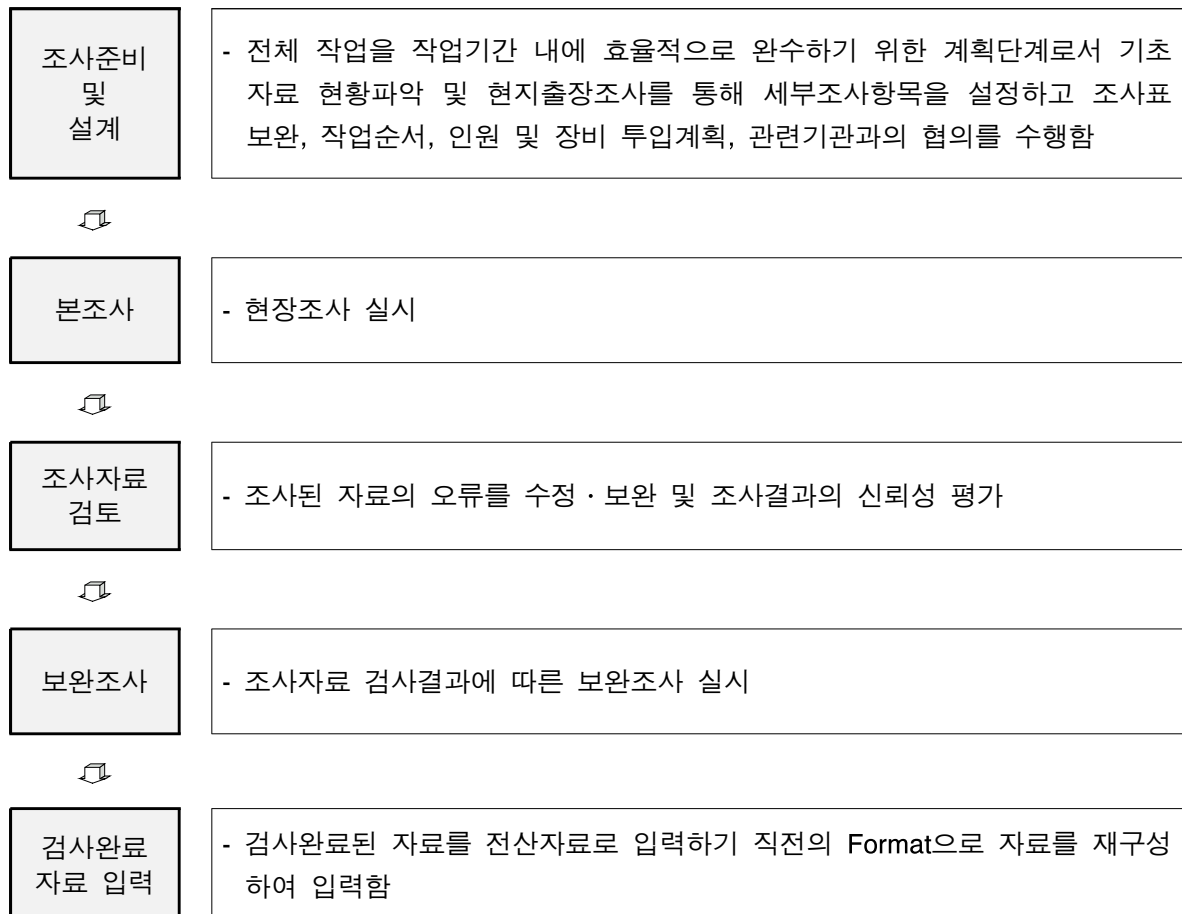 조사준비
및
설계
- 전체 작업을 작업기간 내에 효율적으로 완수하기 위한 계획단계로서 기초
자료 현황파악 및 현지출장조사를 통해 세부조사항목을 설정하고 조사표
보완, 작업순서, 인원 및 장비 투입계획, 관련기관과의 협의를 수행함
본조사
- 현장조사 실시
조사자료
검토
- 조사된 자료의 오류를 수정·보완 및 조사결과의 신뢰성 평가
보완조사
- 조사자료 검사결과에 따른 보완조사 실시
검사완료
자료 입력
- 검사완료된 자료를 전산자료로 입력하기 직전의 Format으로 자료를 재구성
하여 입력함